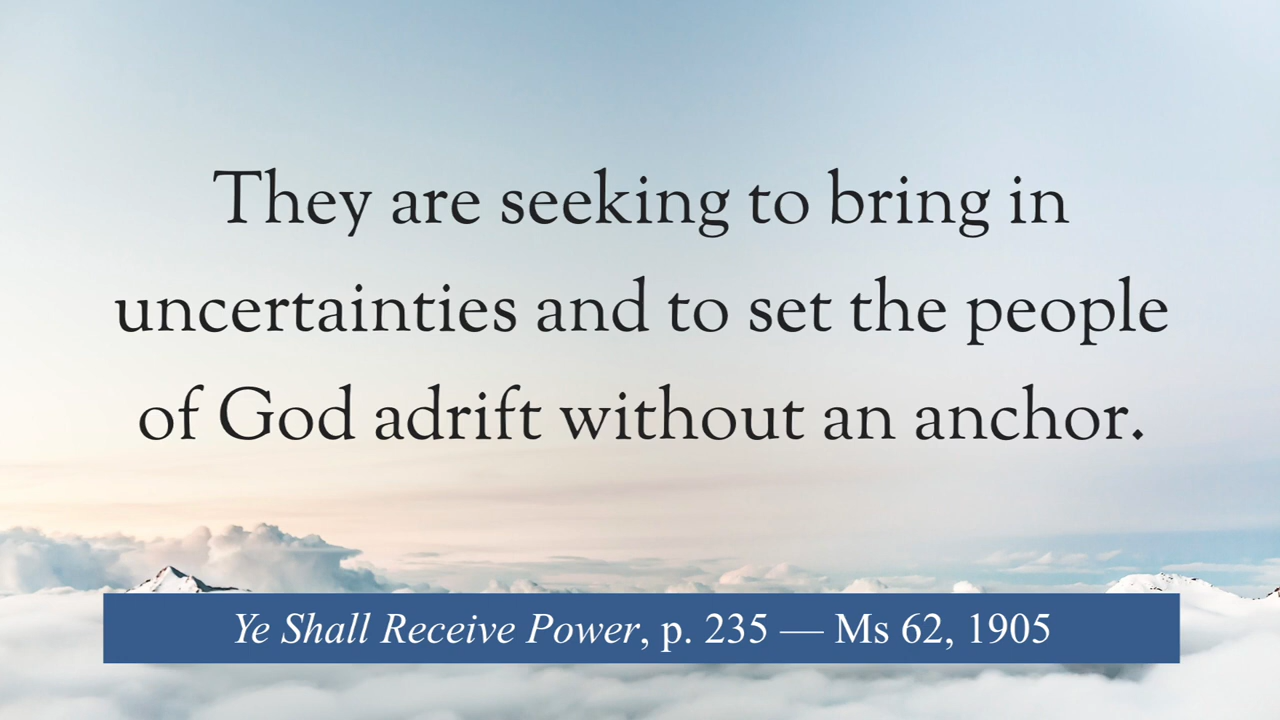 They are seeking to bring in
uncertainties and to set the people
of God adrift without an anchor.
Ye Shall Receive Power, p. 235 — Ms 62, 1905